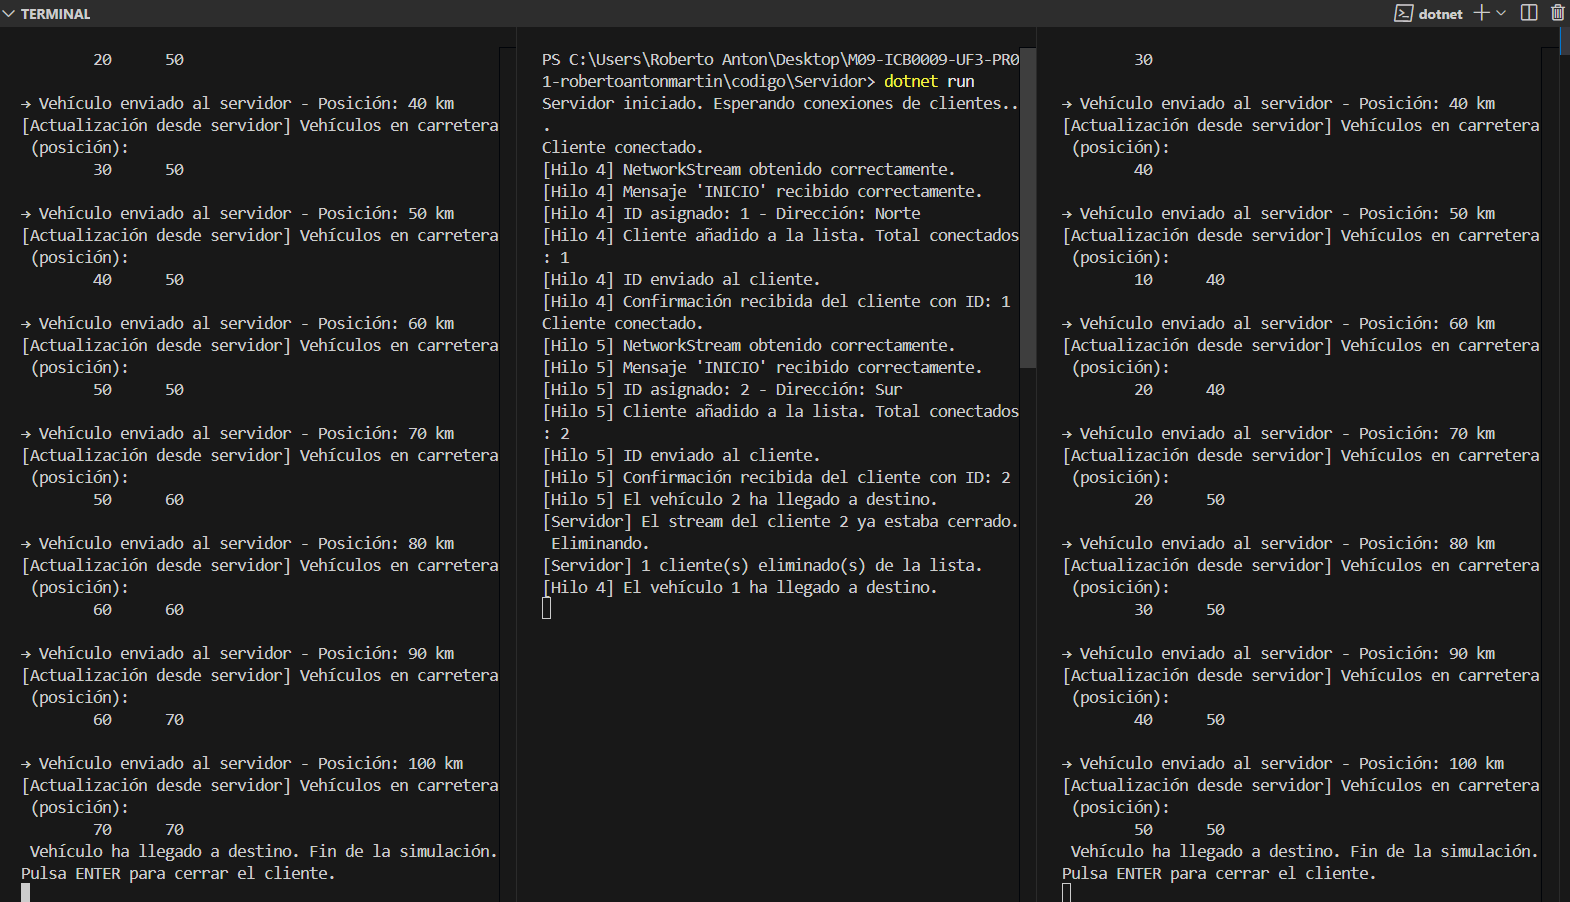 TERMINAL
dotnet
20 50
→ Vehículo enviado al servidor - Posición: 40 km
[Actualización desde servidor] Vehículos en carretera
(posición):
30 50
→ Vehículo enviado al servidor - Posición: 50 km
[Actualización desde servidor] Vehículos en carretera
(posición):
40 50
→ Vehículo enviado al servidor - Posición: 60 km
[Actualización desde servidor] Vehículos en carretera
(posición):
50 50
→ Vehículo enviado al servidor - Posición: 70 km
[Actualización desde servidor] Vehículos en carretera
(posición):
50 60
→ Vehículo enviado al servidor - Posición: 80 km
[Actualización desde servidor] Vehículos en carretera
(posición):
60 60
→ Vehículo enviado al servidor - Posición: 90 km
[Actualización desde servidor] Vehículos en carretera
(posición):
60 70
→ Vehículo enviado al servidor - Posición: 100 km
[Actualización desde servidor] Vehículos en carretera
(posición):
70 70
Vehículo ha llegado a destino. Fin de la simulación.
Pulsa ENTER para cerrar el cliente.
PS C:\Users\Roberto Anton\Desktop\M09-ICB0009-UF3-PR0
1-robertoantonmartin\codigo\Servidor> dotnet run
Servidor iniciado. Esperando conexiones de clientes..
.
Cliente conectado.
[Hilo 4] NetworkStream obtenido correctamente.
[Hilo 4] Mensaje 'INICIO' recibido correctamente.
[Hilo 4] ID asignado: 1 - Dirección: Norte
[Hilo 4] Cliente añadido a la lista. Total conectados
: 1
[Hilo 4] ID enviado al cliente.
[Hilo 4] Confirmación recibida del cliente con ID: 1
Cliente conectado.
[Hilo 5] NetworkStream obtenido correctamente.
[Hilo 5] Mensaje 'INICIO' recibido correctamente.
[Hilo 5] ID asignado: 2 - Dirección: Sur
[Hilo 5] Cliente añadido a la lista. Total conectados
: 2
[Hilo 5] ID enviado al cliente.
[Hilo 5] Confirmación recibida del cliente con ID: 2
[Hilo 5] El vehículo 2 ha llegado a destino.
[Servidor] El stream del cliente 2 ya estaba cerrado.
Eliminando.
[Servidor] 1 cliente(s) eliminado(s) de la lista.
[Hilo 4] El vehículo 1 ha llegado a destino.
30
→ Vehículo enviado al servidor - Posición: 40 km
[Actualización desde servidor] Vehículos en carretera
(posición):
40
→ Vehículo enviado al servidor - Posición: 50 km
[Actualización desde servidor] Vehículos en carretera
(posición):
10 40
→ Vehículo enviado al servidor - Posición: 60 km
[Actualización desde servidor] Vehículos en carretera
(posición):
20 40
→ Vehículo enviado al servidor - Posición: 70 km
[Actualización desde servidor] Vehículos en carretera
(posición):
20 50
→ Vehículo enviado al servidor - Posición: 80 km
[Actualización desde servidor] Vehículos en carretera
(posición):
30 50
→ Vehículo enviado al servidor - Posición: 90 km
[Actualización desde servidor] Vehículos en carretera
(posición):
40 50
→ Vehículo enviado al servidor - Posición: 100 km
[Actualización desde servidor] Vehículos en carretera
(posición):
50 50
Vehículo ha llegado a destino. Fin de la simulación.
Pulsa ENTER para cerrar el cliente.